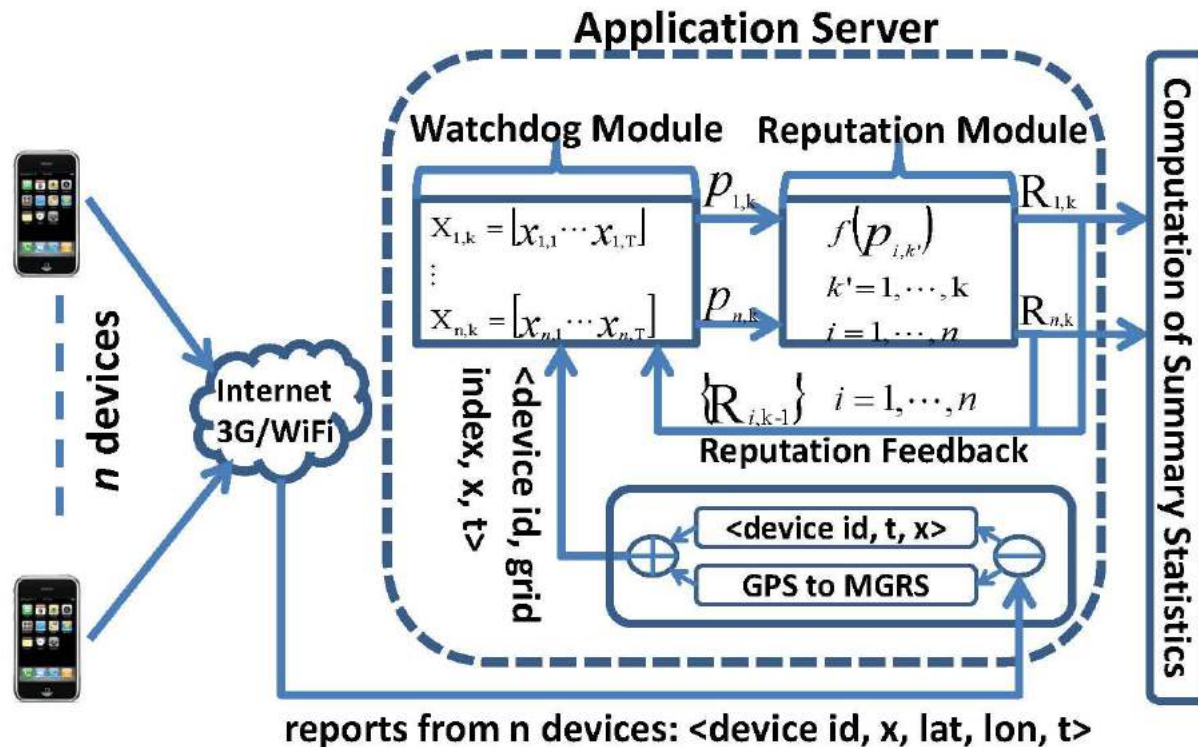 Application Server
Watchdog Module
Reputation Module
X1,k = [x1,1 ⋯ x1,T]
⋮
Xn,k = [xn,1 ⋯ xn,T]
p1,k
pn,k
f(pi,k')
k'=1,⋯,k
i=1,⋯,n
R1,k
Rn,k
{Ri,k-1} i=1,⋯,n
Reputation Feedback
n devices
Internet
3G/WiFi
<device id, grid
index, x, t>
<device id, t, x>
GPS to MGRS
reports from n devices: <device id, x, lat, lon, t>
Computation of Summary Statistics